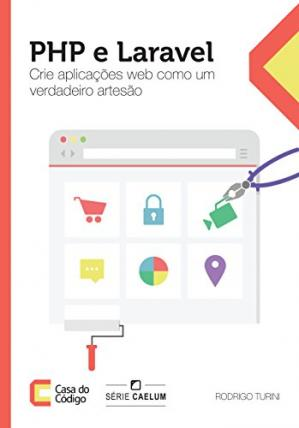 PHP e Laravel
Crie aplicações web como um
verdadeiro artesão
Casa do
Código
SÉRIE CAELUM
RODRIGO TURINI